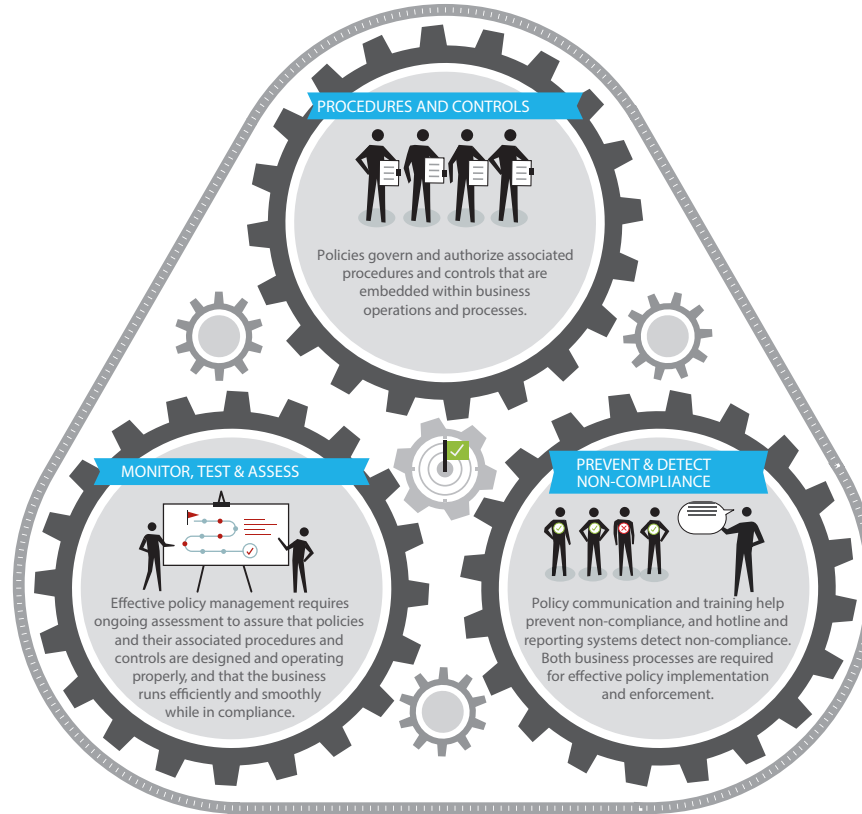 PROCEDURES AND CONTROLS
Policies govern and authorize associated
procedures and controls that are
embedded within business
operations and processes.
MONITOR, TEST & ASSESS
Effective policy management requires
ongoing assessment to assure that policies
and their associated procedures and
controls are designed and operating
properly, and that the business
runs efficiently and smoothly
while in compliance.
PREVENT & DETECT
NON-COMPLIANCE
Policy communication and training help
prevent non-compliance, and hotline and
reporting systems detect non-compliance.
Both business processes are required
for effective policy implementation
and enforcement.